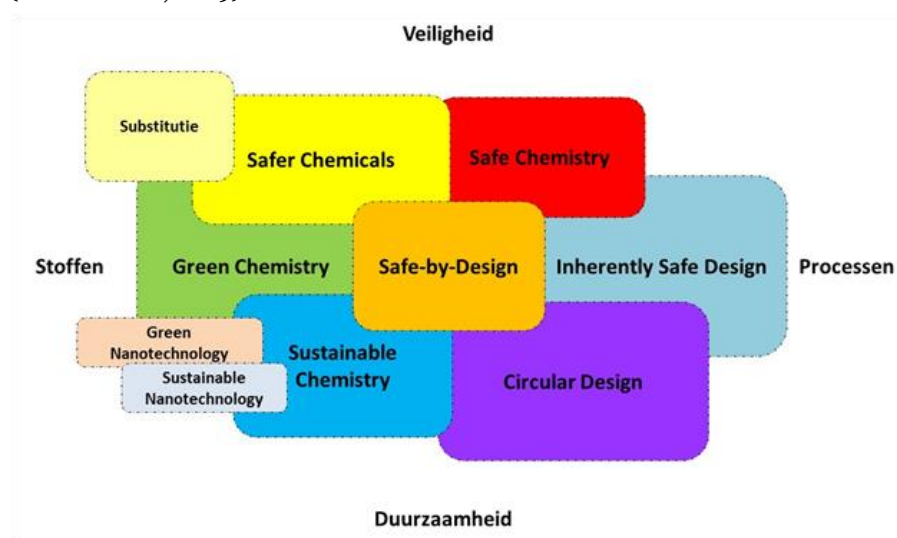 Veiligheid
Substitutie
Safer Chemicals
Safe Chemistry
Stoffen
Green Chemistry
Safe-by-Design
Inherently Safe Design
Processen
Green
Nanotechnology
Sustainable
Chemistry
Sustainable
Nanotechnology
Circular Design
Duurzaamheid